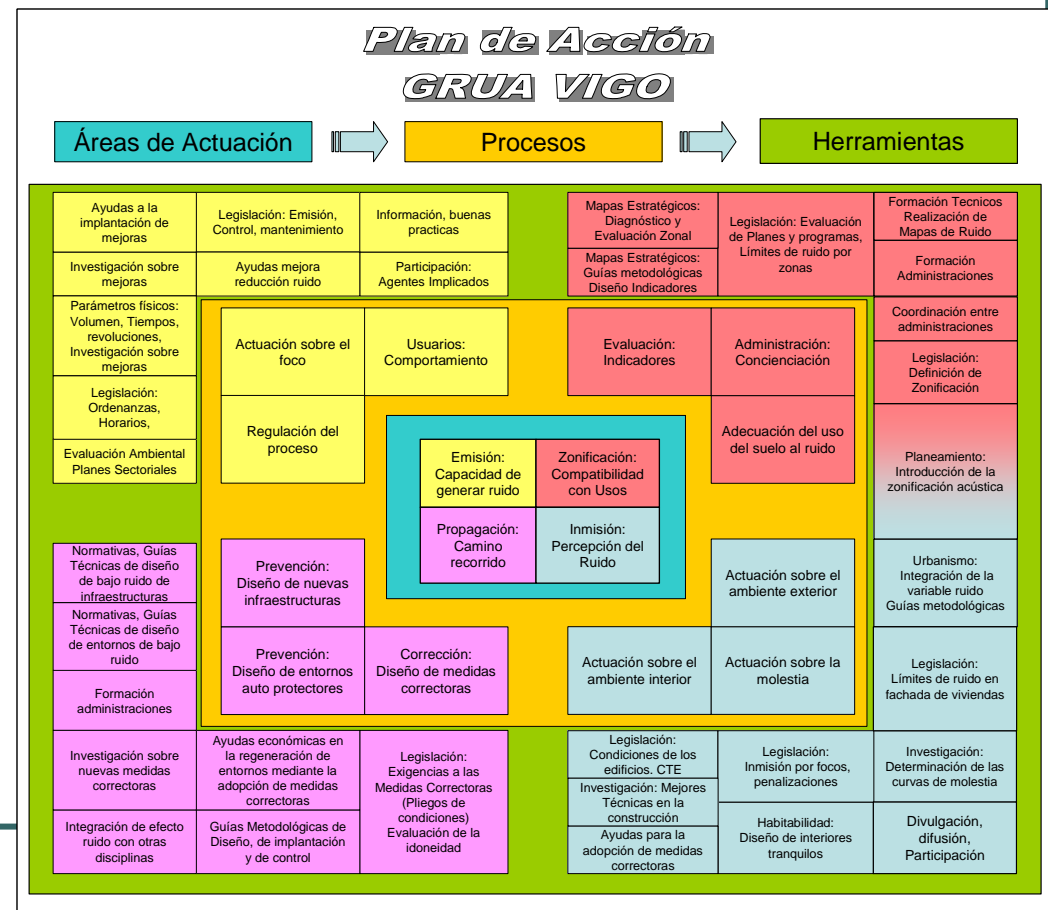 Plan de Acción
GRUA VIGO
Áreas de Actuación
Procesos
Herramientas
Ayudas a la
implantación de
mejoras
Legislación: Emisión,
Control, mantenimiento
Información, buenas
practicas
Investigación sobre
mejoras
Ayudas mejora
reducción ruido
Participación:
Agentes Implicados
Parámetros físicos:
Volumen, Tiempos,
revoluciones,
Investigación sobre
mejoras
Legislación:
Ordenanzas,
Horarios,
Evaluación Ambiental
Planes Sectoriales
Mapas Estratégicos:
Diagnóstico y
Evaluación Zonal
Mapas Estratégicos:
Guías metodológicas
Diseño Indicadores
Legislación: Evaluación
de Planes y programas,
Límites de ruido por
zonas
Formación Tecnicos
Realización de
Mapas de Ruido
Formación
Administraciones
Coordinación entre
administraciones
Legislación:
Definición de
Zonificación
Planeamiento:
Introducción de la
zonificación acústica
Actuación sobre el
foco
Usuarios:
Comportamiento
Regulación del
proceso
Evaluación:
Indicadores
Administración:
Concienciación
Adecuación del uso
del suelo al ruido
Emisión:
Capacidad de
generar ruido
Zonificación:
Compatibilidad
con Usos
Propagación:
Camino
recorrido
Inmisión:
Percepción del
Ruido
Prevención:
Diseño de nuevas
infraestructuras
Prevención:
Diseño de entornos
auto protectores
Corrección:
Diseño de medidas
correctoras
Actuación sobre el
ambiente exterior
Actuación sobre el
ambiente interior
Actuación sobre la
molestia
Normativas, Guías
Técnicas de diseño
de bajo ruido de
infraestructuras
Normativas, Guías
Técnicas de diseño
de entornos de bajo
ruido
Formación
administraciones
Investigación sobre
nuevas medidas
correctoras
Ayudas económicas en
la regeneración de
entornos mediante la
adopción de medidas
correctoras
Legislación:
Exigencias a las
Medidas Correctoras
(Pliegos de
condiciones)
Evaluación de la
idoneidad
Integración de efecto
ruido con otras
disciplinas
Guías Metodológicas de
Diseño, de implantación
y de control
Urbanismo:
Integración de la
variable ruido
Guías metodológicas
Legislación:
Límites de ruido en
fachada de viviendas
Legislación:
Condiciones de los
edificios. CTE
Investigación: Mejores
Técnicas en la
construcción
Ayudas para la
adopción de medidas
correctoras
Legislación:
Inmisión por focos,
penalizaciones
Habitabilidad:
Diseño de interiores
tranquilos
Investigación:
Determinación de las
curvas de molestia
Divulgación,
difusión,
Participación